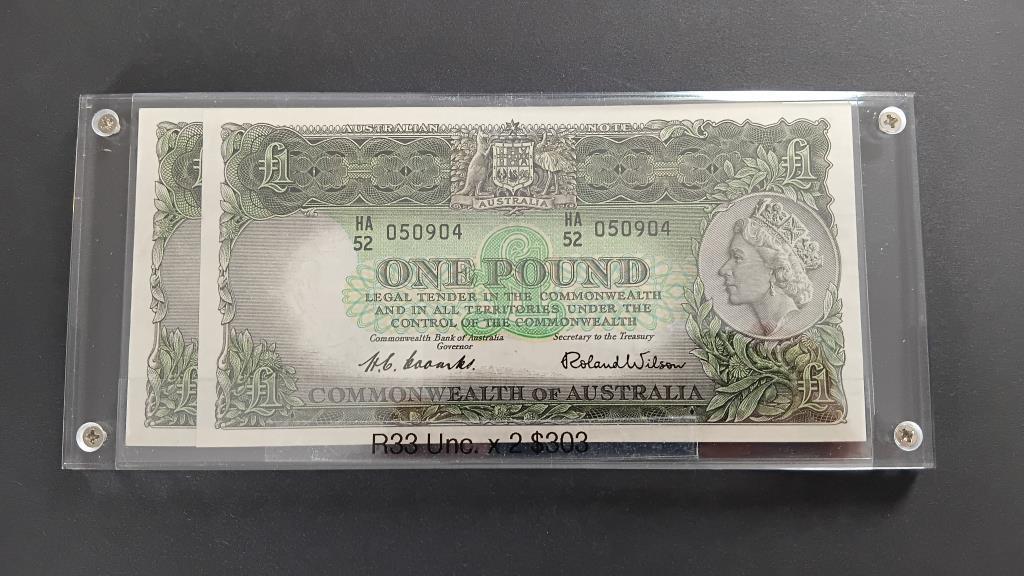 AUSTRALIAN NOTE
£1 £1
AUSTRALIA
HA 52 050904 HA 52 050904
ONE POUND
LEGAL TENDER IN THE COMMONWEALTH
AND IN ALL TERRITORIES UNDER THE
CONTROL OF THE COMMONWEALTH
Commonwealth Bank of Australia Secretary to the Treasury
Governor
H.C. Coombs. Roland Wilson
£1 £1
COMMONWEALTH OF AUSTRALIA
R33 Unc. x 2 $303